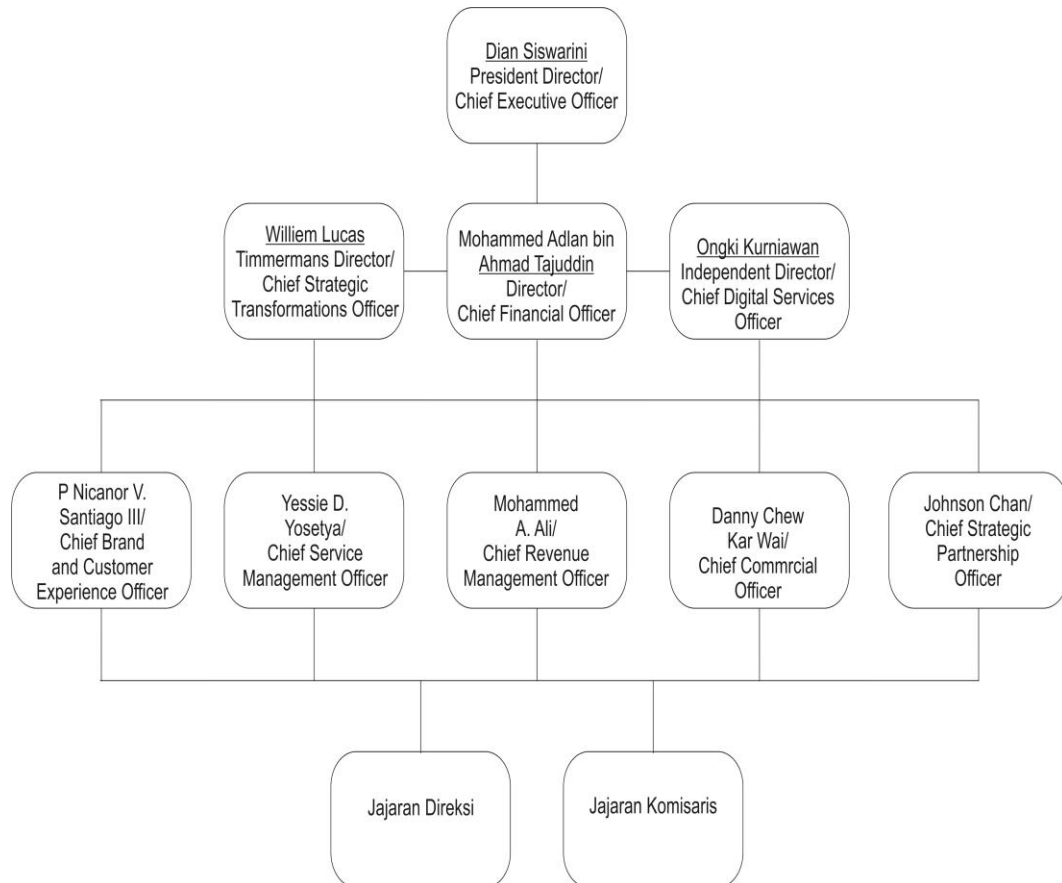 Dian Siswarini
President Director/
Chief Executive Officer
Williem Lucas
Timmermans Director/
Chief Strategic
Transformations Officer
Mohammed Adlan bin
Ahmad Tajuddin
Director/
Chief Financial Officer
Ongki Kurniawan
Independent Director/
Chief Digital Services
Officer
P Nicanor V.
Santiago III/
Chief Brand
and Customer
Experience Officer
Yessie D.
Yosetya/
Chief Service
Management Officer
Mohammed
A. Ali/
Chief Revenue
Management Officer
Danny Chew
Kar Wai/
Chief Commrcial
Officer
Johnson Chan/
Chief Strategic
Partnership
Officer
Jajaran Direksi
Jajaran Komisaris